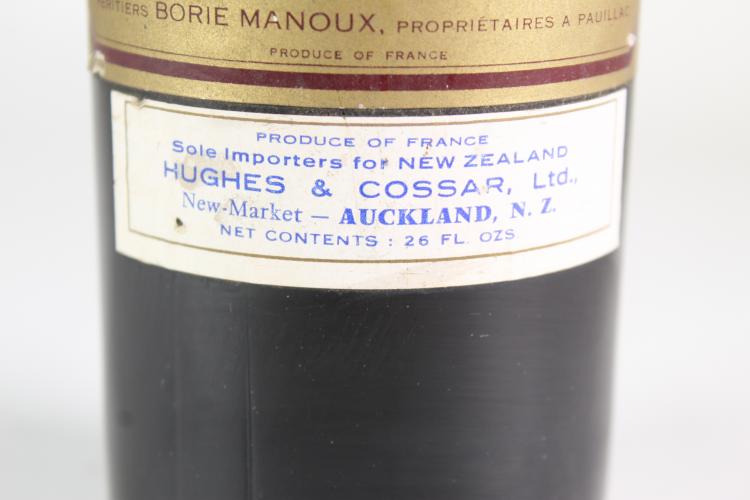 HÉRITIERS BORIE MANOUX, PROPRIÉTAIRES A PAUILLAC
PRODUCE OF FRANCE
PRODUCE OF FRANCE
Sole Importers for NEW ZEALAND
HUGHES & COSSAR, Ltd.,
New-Market — AUCKLAND, N. Z.
NET CONTENTS : 26 FL. OZS